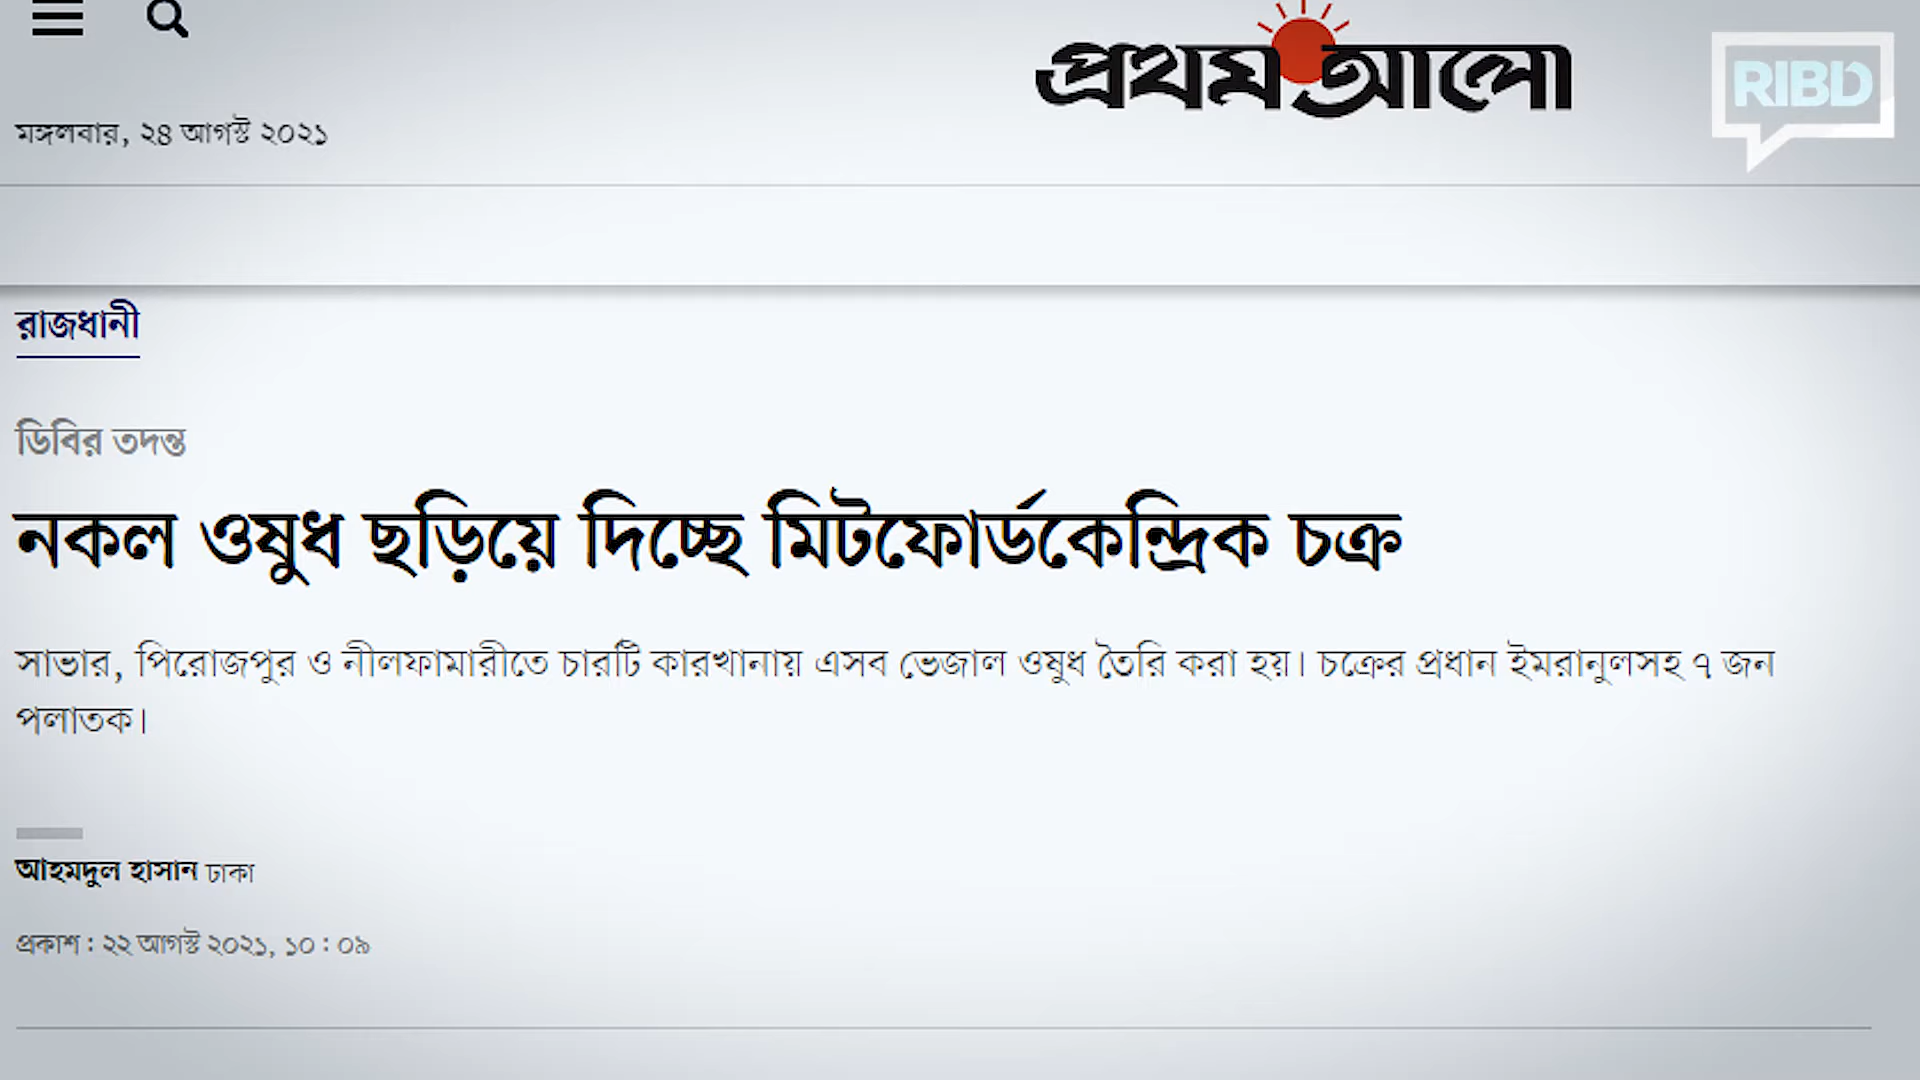 প্রথম আলো
RIBD
মঙ্গলবার, ২৪ আগস্ট ২০২১
রাজধানী
ডিবির তদন্ত
নকল ওষুধ ছড়িয়ে দিচ্ছে মিটফোর্ডকেন্দ্রিক চক্র
সাভার, পিরোজপুর ও নীলফামারীতে চারটি কারখানায় এসব ভেজাল ওষুধ তৈরি করা হয়। চক্রের প্রধান ইমরানুলসহ ৭ জন
পলাতক।
আহমদুল হাসান ঢাকা
প্রকাশ : ২২ আগস্ট ২০২১, ১০ : ০৯